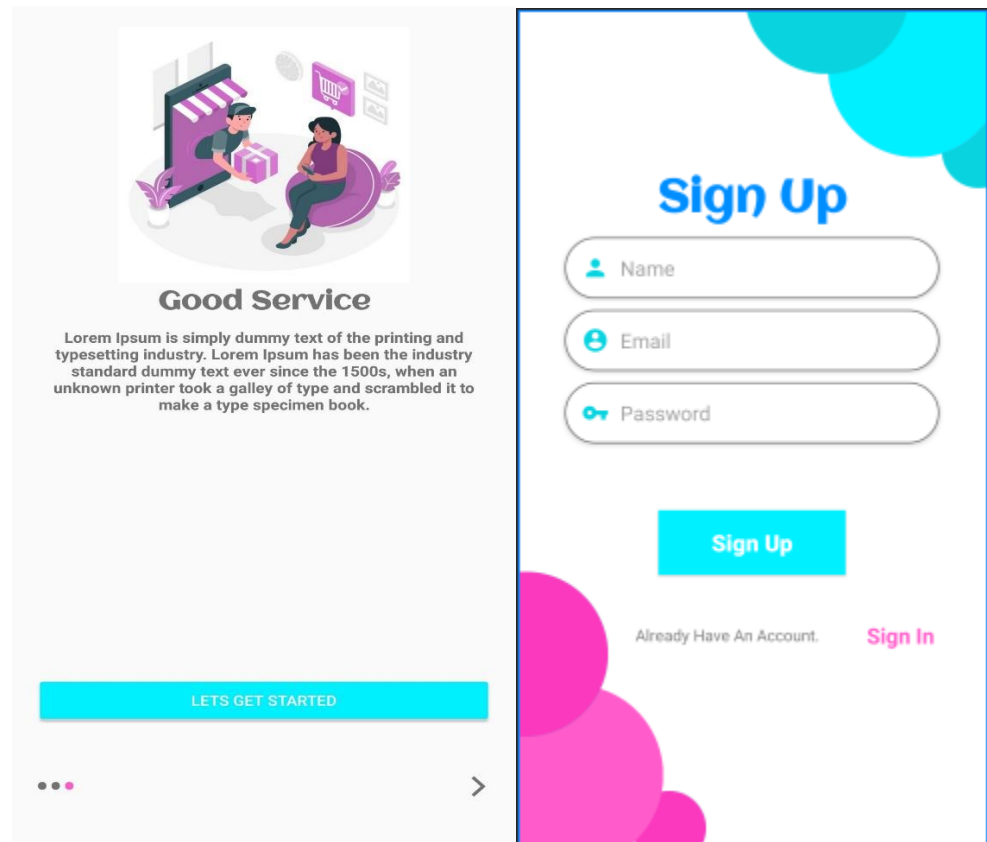 Good Service
Lorem Ipsum is simply dummy text of the printing and
typesetting industry. Lorem Ipsum has been the industry
standard dummy text ever since the 1500s, when an
unknown printer took a galley of type and scrambled it to
make a type specimen book.
LETS GET STARTED
Sign Up
Name
Email
Password
Sign Up
Already Have An Account.
Sign In